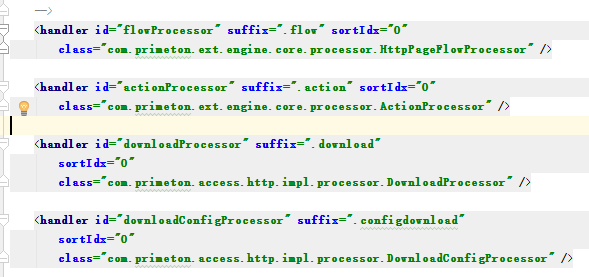 -->
<handler id="flowProcessor" suffix=".flow" sortIdx="0"
class="com.primeton.ext.engine.core.processor.HttpPageFlowProcessor" />
<handler id="actionProcessor" suffix=".action" sortIdx="0"
class="com.primeton.ext.engine.core.processor.ActionProcessor" />
<handler id="downloadProcessor" suffix=".download"
sortIdx="0"
class="com.primeton.access.http.impl.processor.DownloadProcessor" />
<handler id="downloadConfigProcessor" suffix=".configdownload"
sortIdx="0"
class="com.primeton.access.http.impl.processor.DownloadConfigProcessor" />